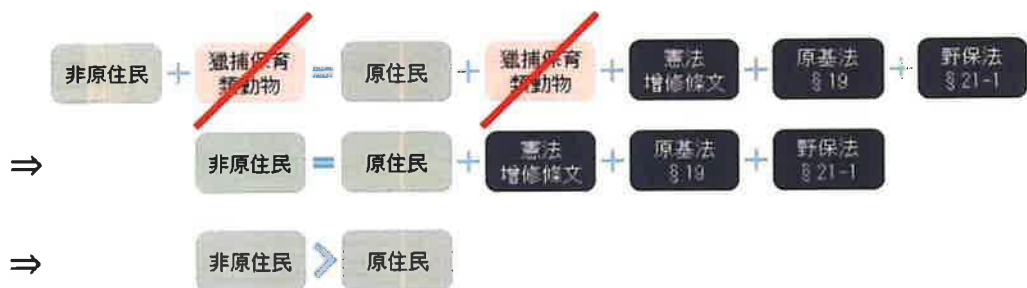 非原住民 + 獵捕保育類動物 = 原住民 + 獵捕保育類動物 + 憲法增修條文 + 原基法§19 + 野保法§21-1
⇒ 非原住民 = 原住民 + 憲法增修條文 + 原基法§19 + 野保法§21-1
⇒ 非原住民 > 原住民